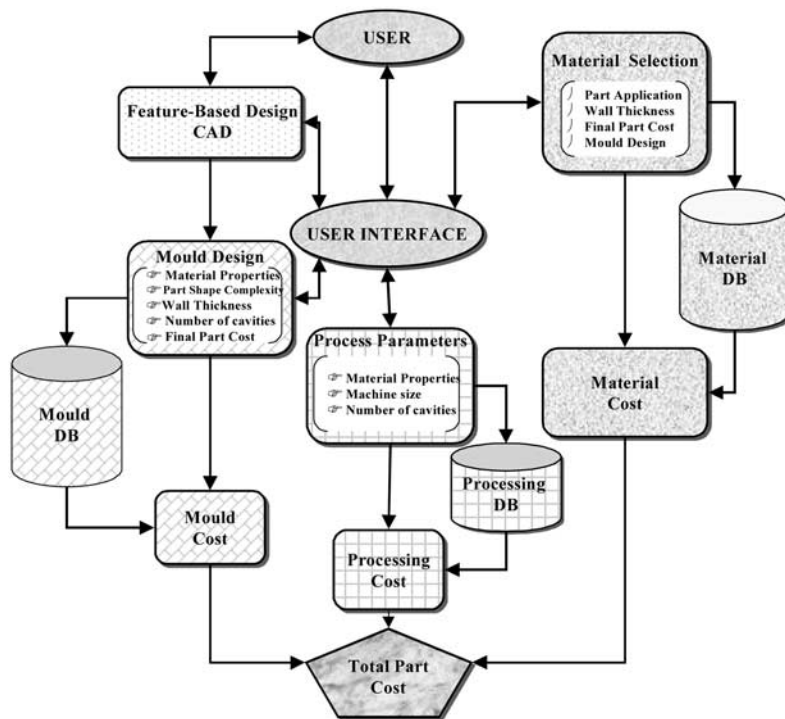 USER
Feature-Based Design
CAD
USER INTERFACE
Material Selection
Part Application
Wall Thickness
Final Part Cost
Mould Design
Material
DB
Mould Design
Material Properties
Part Shape Complexity
Wall Thickness
Number of cavities
Final Part Cost
Process Parameters
Material Properties
Machine size
Number of cavities
Material
Cost
Mould
DB
Processing
DB
Mould
Cost
Processing
Cost
Total Part
Cost